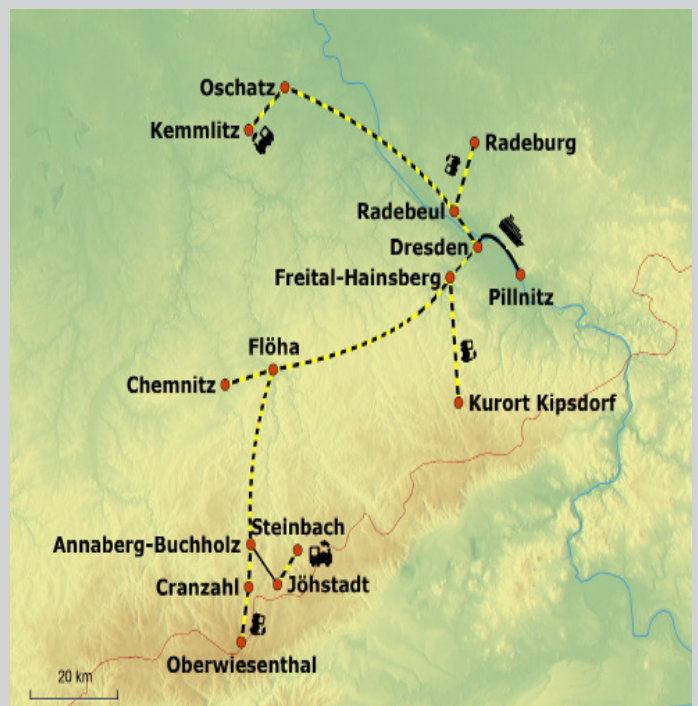 Oschatz
Kemmlitz
Radeburg
Radebeul
Dresden
Freital-Hainsberg
Pillnitz
Flöha
Chemnitz
Kurort Kipsdorf
Steinbach
Annaberg-Buchholz
Cranzahl
Jöhstadt
Oberwiesenthal
20 km